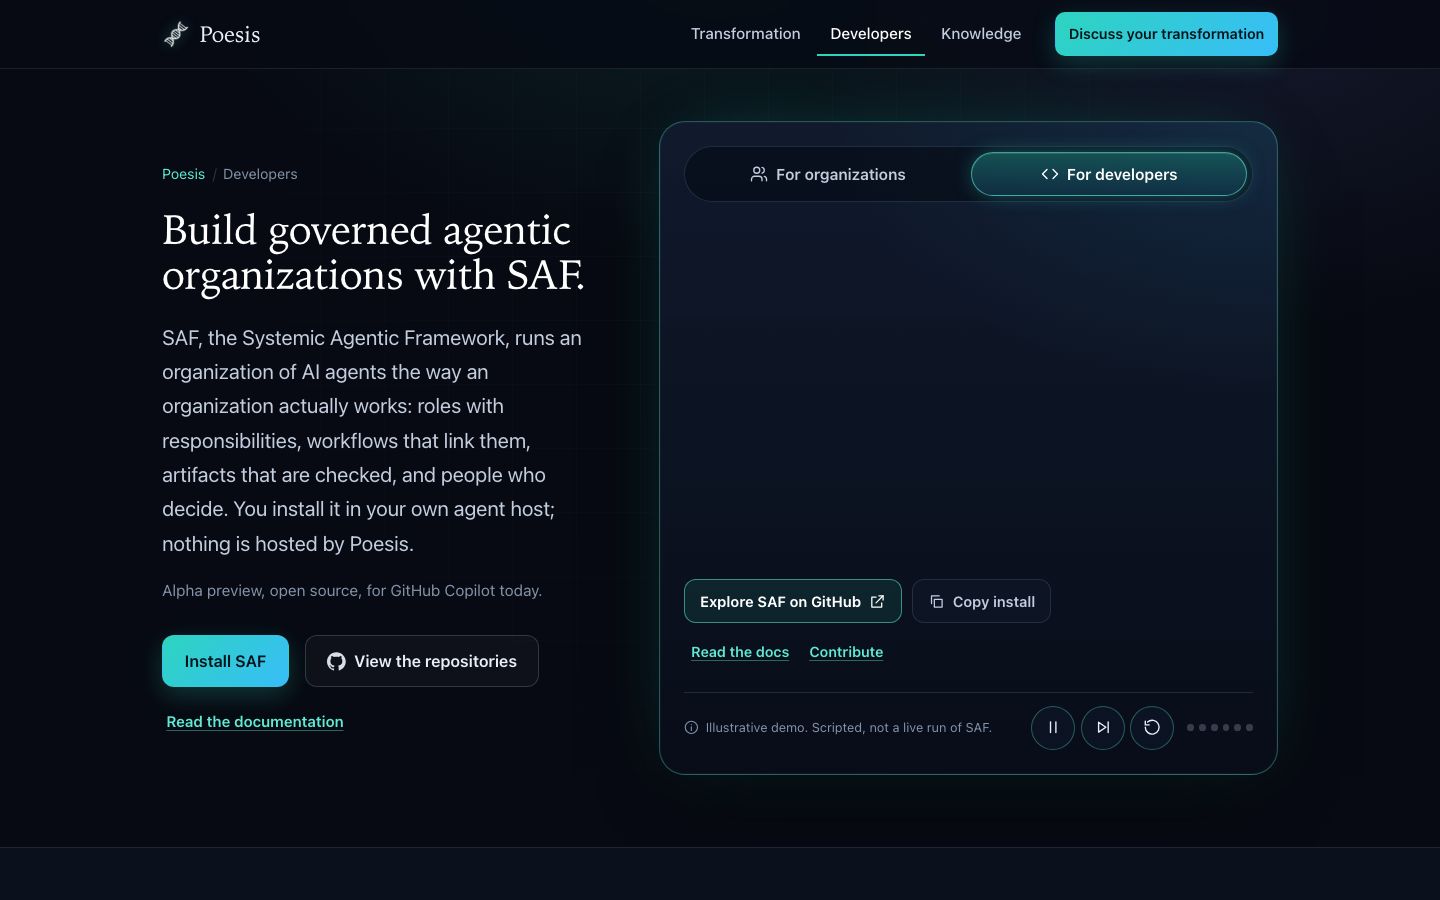 Poesis
Transformation
Developers
Knowledge
Discuss your transformation
Poesis / Developers
Build governed agentic
organizations with SAF.
SAF, the Systemic Agentic Framework, runs an
organization of AI agents the way an
organization actually works: roles with
responsibilities, workflows that link them,
artifacts that are checked, and people who
decide. You install it in your own agent host;
nothing is hosted by Poesis.
Alpha preview, open source, for GitHub Copilot today.
Install SAF
View the repositories
Read the documentation
For organizations
For developers
Explore SAF on GitHub
Copy install
Read the docs
Contribute
Illustrative demo. Scripted, not a live run of SAF.